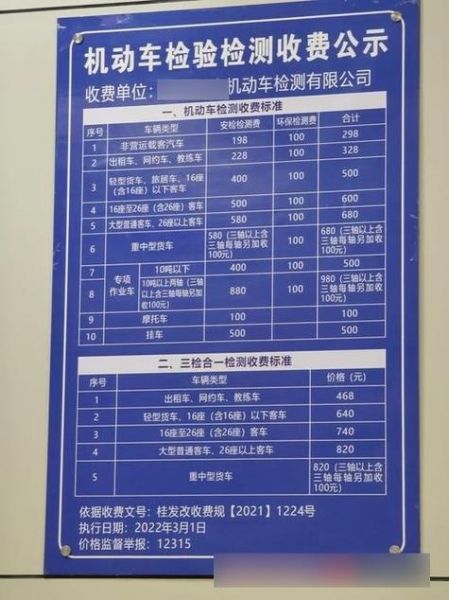 机动车检验检测收费公示
收费单位： 机动车检测有限公司
一、机动车检测收费标准
序号 车辆类型 安检检测费 环保检测费 合计
1 非营运载客汽车 198 100 298
2 出租车、网约车、教练车 228 100 328
3 轻型货车、旅居车、16座（含16座）以下客车 400 100 500
4 16座至26座（含26座）客车 500 100 600
5 大型普通客车、26座以上客车 580 100 680
6 重中型货车 580（三轴以上含三轴每轴另加收100元） 100 680（三轴以上含三轴每轴另加收100元）
7 专项作业车 10吨以下 400 100 500
8 10吨以上两轴（三轴以上含三轴每轴另加收100元） 880 100 980（三轴以上含三轴每轴另加收100元）
9 摩托车 100 100
10 挂车 500 500
二、三检合一检测收费标准
序号 车辆类型 价格（元）
1 出租车、网约车、教练车 468
2 轻型货车、16座（含16座）以下客车 640
3 16座至26座（含26座）客车 740
4 大型普通客车、26座以上客车 820
5 重中型货车 820（三轴以上含三轴每轴另加收100元）
依据收费文号：桂发改收费规【2021】1224号
执行日期：2022年3月1日
价格监督举报：12315